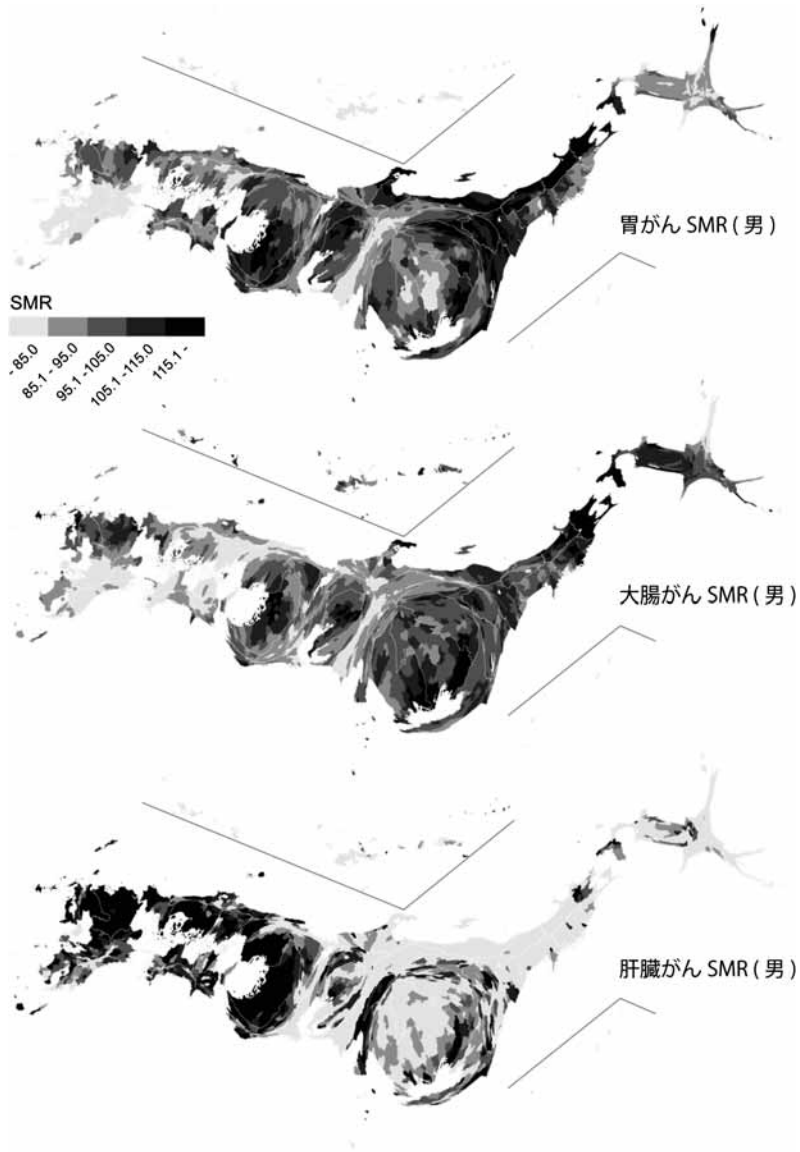 胃がん SMR ( 男 )
SMR
- 85.0
85.1 - 95.0
95.1 -105.0
105.1 -115.0
115.1 -
大腸がん SMR ( 男 )
肝臓がん SMR ( 男 )